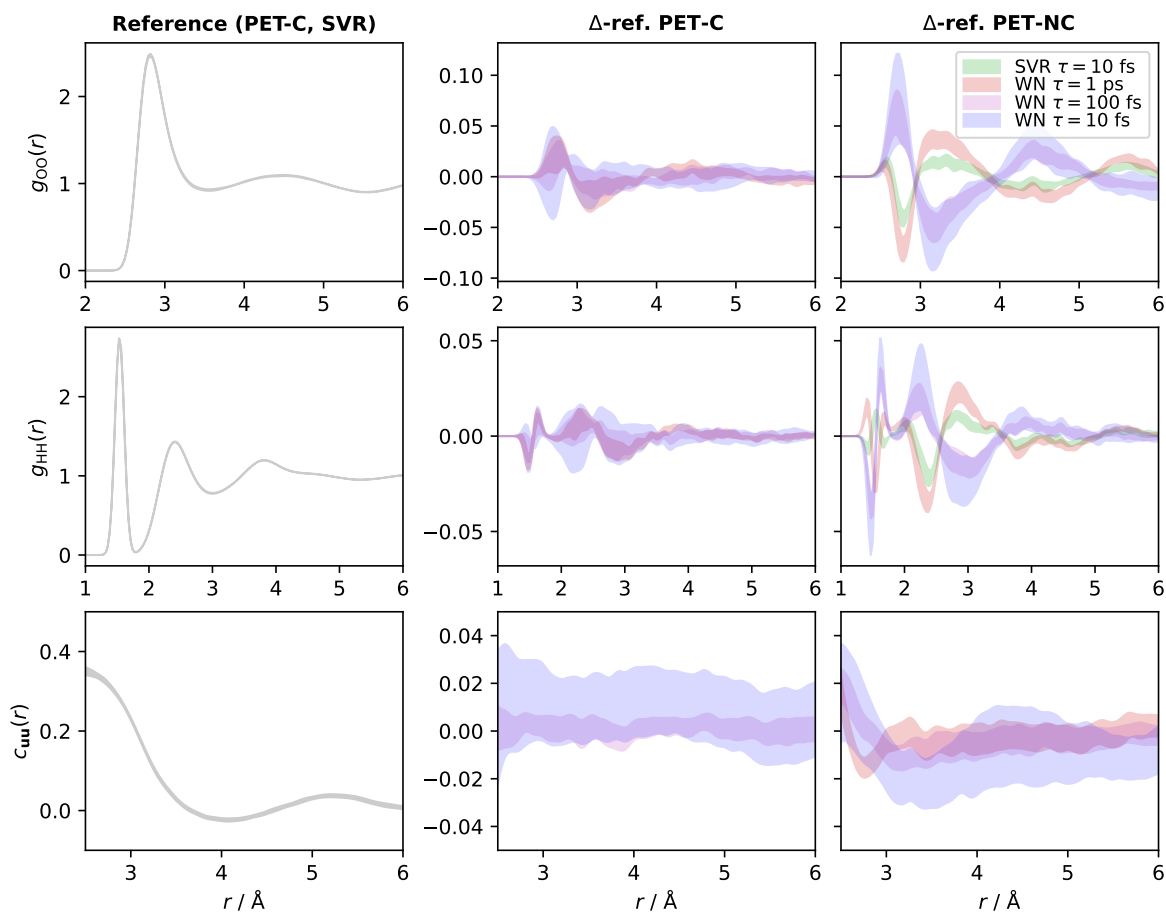 Reference (PET-C, SVR)
Δ-ref. PET-C
Δ-ref. PET-NC
g_OO(r)
2
1
0
2 3 4 5 6
0.10
0.05
0.00
−0.05
−0.10
2 3 4 5 6
SVR τ = 10 fs
WN τ = 1 ps
WN τ = 100 fs
WN τ = 10 fs
2 3 4 5 6
g_HH(r)
2
1
0
1 2 3 4 5 6
0.05
0.00
−0.05
1 2 3 4 5 6
1 2 3 4 5 6
c_uu(r)
0.4
0.2
0.0
3 4 5 6
r / Å
0.04
0.02
0.00
−0.02
−0.04
3 4 5 6
r / Å
3 4 5 6
r / Å